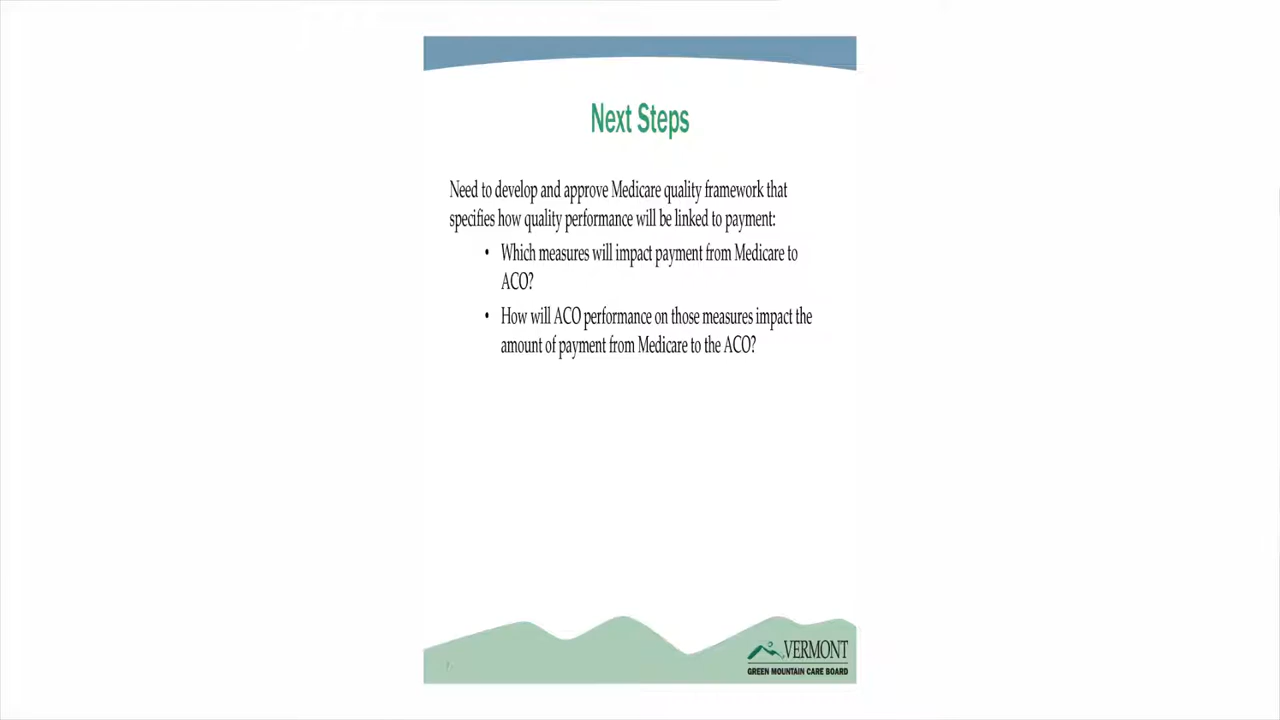 Next Steps
Need to develop and approve Medicare quality framework that
specifies how quality performance will be linked to payment:
• Which measures will impact payment from Medicare to
ACO?
• How will ACO performance on those measures impact the
amount of payment from Medicare to the ACO?
VERMONT
GREEN MOUNTAIN CARE BOARD